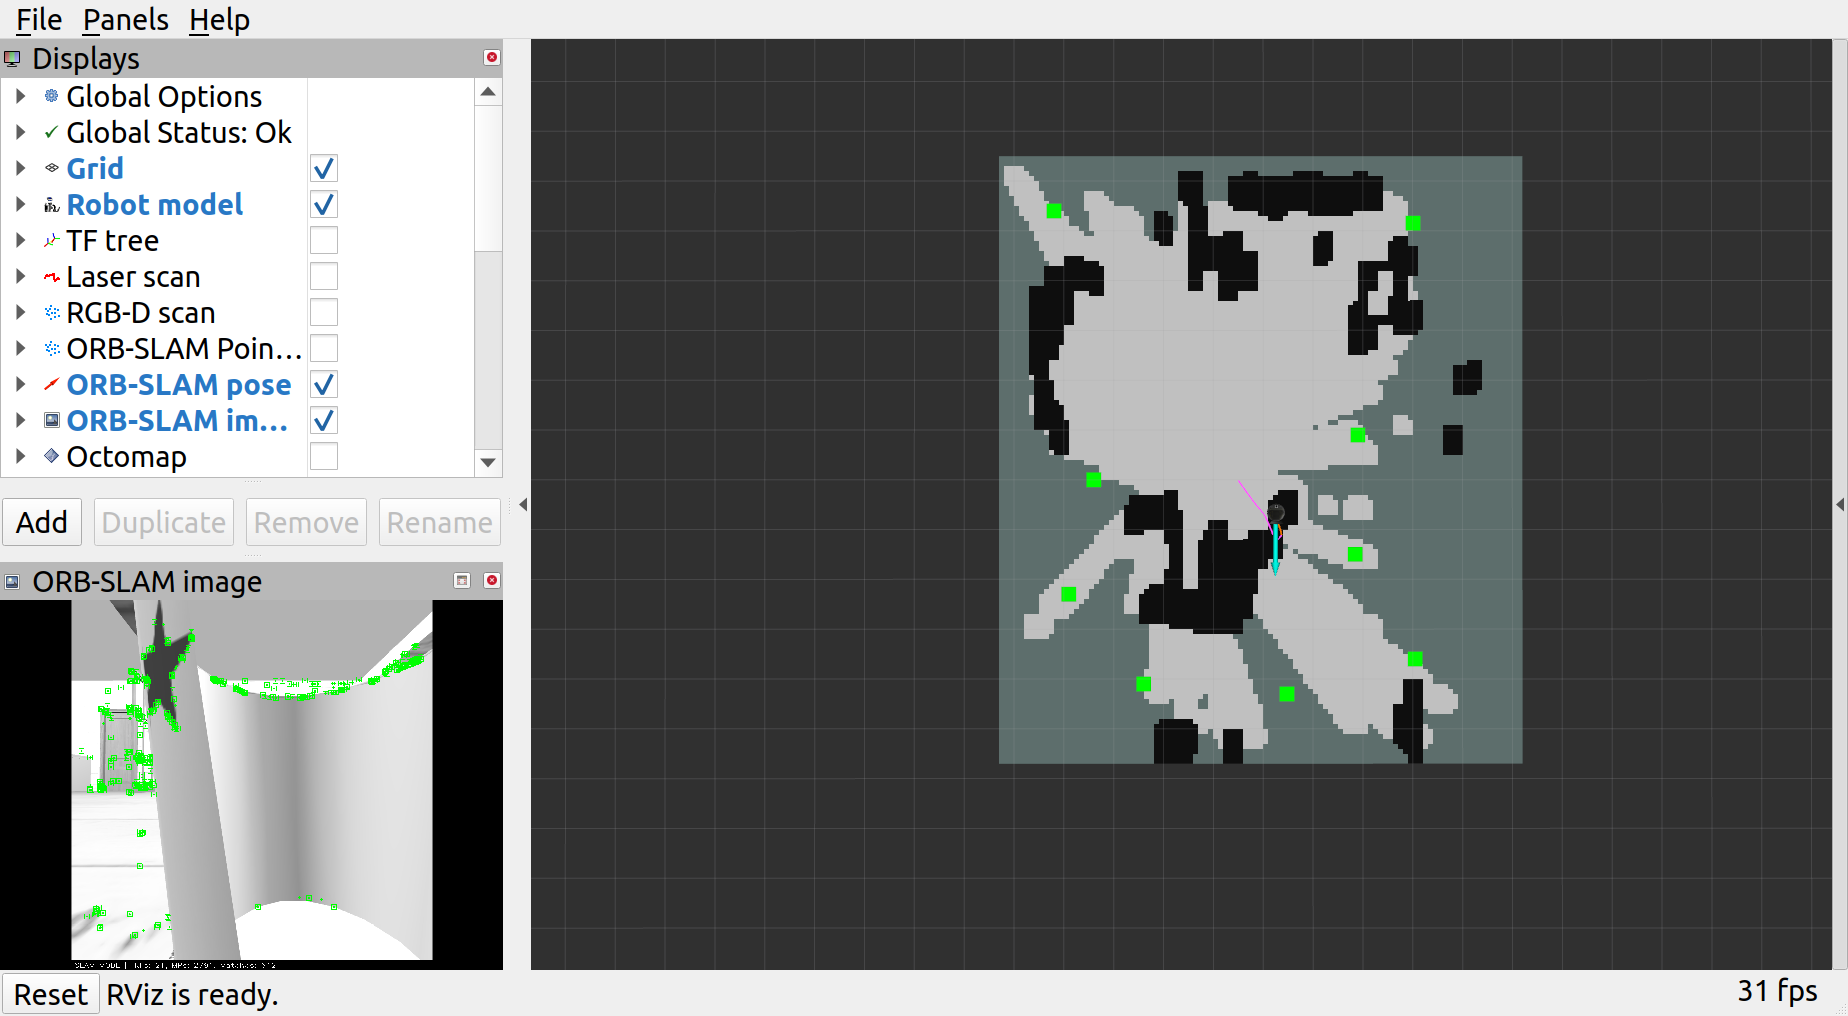 File Panels Help
Displays
Global Options
Global Status: Ok
Grid
Robot model
TF tree
Laser scan
RGB-D scan
ORB-SLAM Poin...
ORB-SLAM pose
ORB-SLAM im...
Octomap
Add Duplicate Remove Rename
ORB-SLAM image
SLAM MODE |
Reset RViz is ready.
31 fps